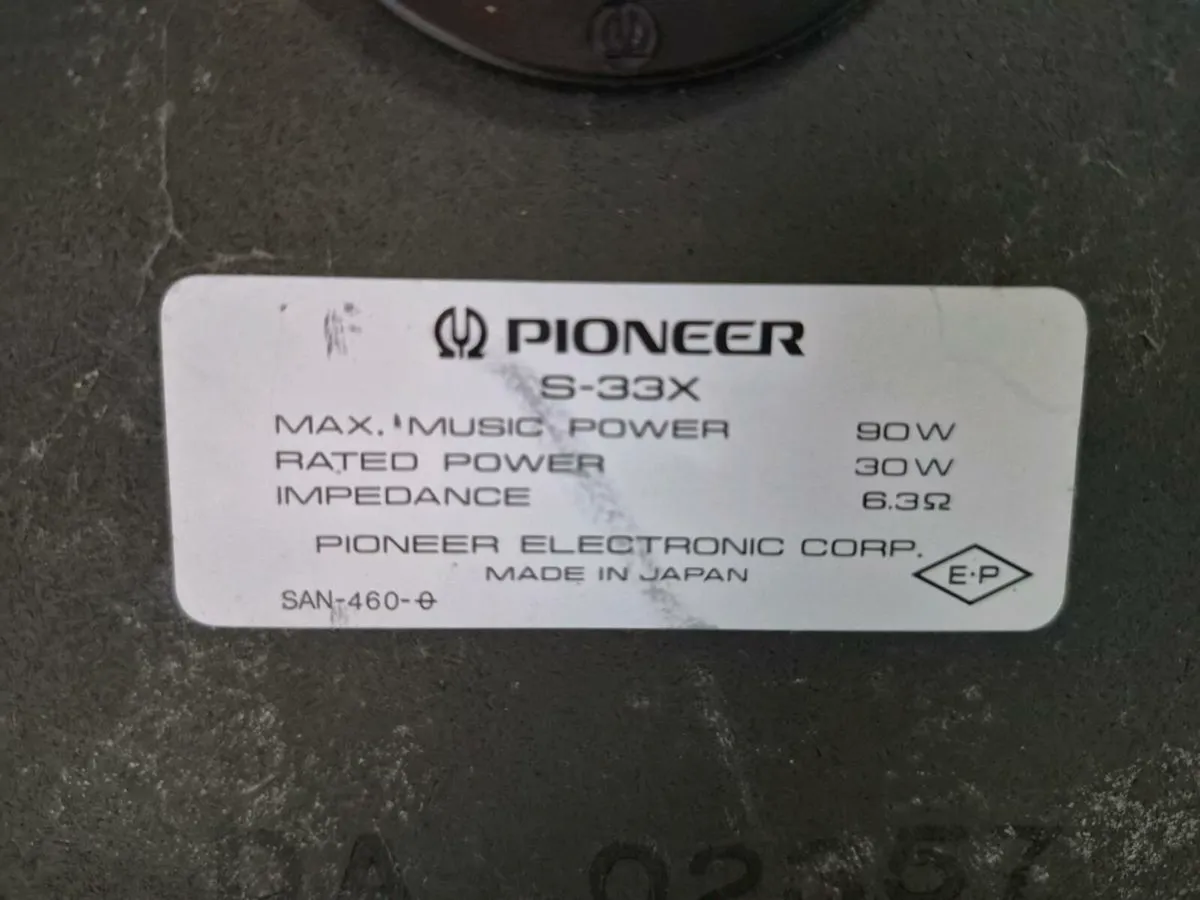 PIONEER
S-33X
MAX. MUSIC POWER 90W
RATED POWER 30W
IMPEDANCE 6.3Ω
PIONEER ELECTRONIC CORP.
MADE IN JAPAN
E·P
SAN-460-0